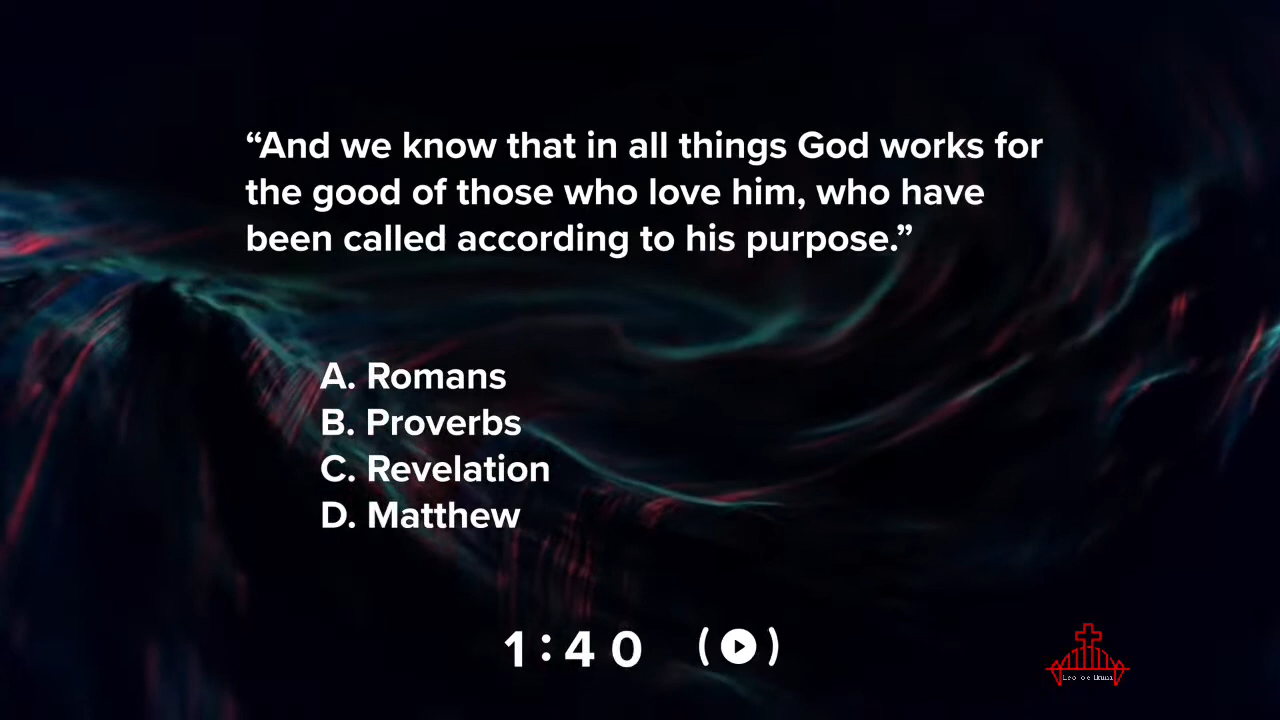 “And we know that in all things God works for
the good of those who love him, who have
been called according to his purpose.”
A. Romans
B. Proverbs
C. Revelation
D. Matthew
1:40